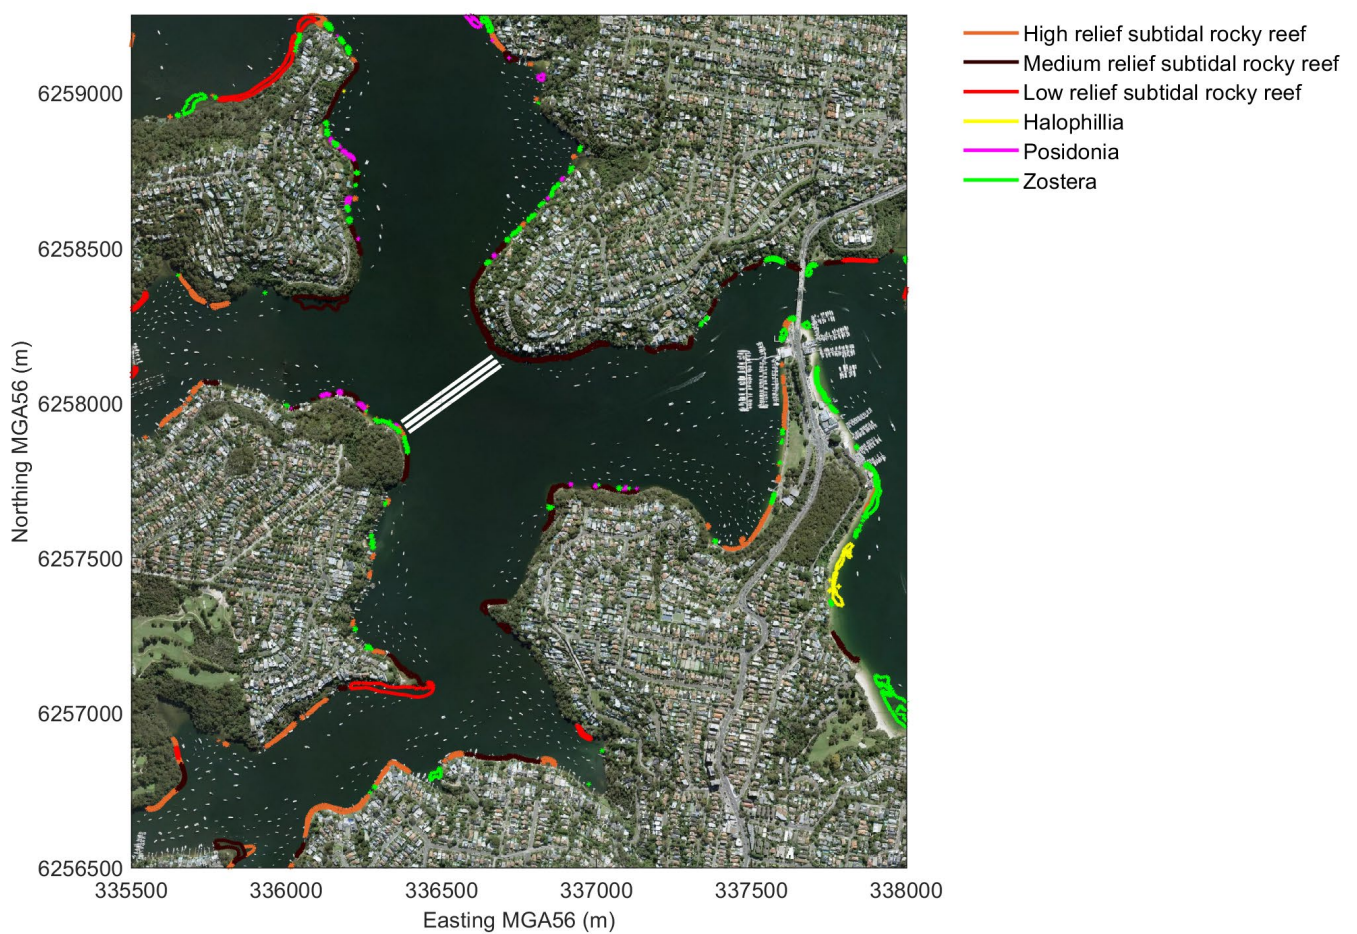 High relief subtidal rocky reef
Medium relief subtidal rocky reef
Low relief subtidal rocky reef
Halophillia
Posidonia
Zostera
Northing MGA56 (m)
6259000
6258500
6258000
6257500
6257000
6256500
335500 336000 336500 337000 337500 338000
Easting MGA56 (m)